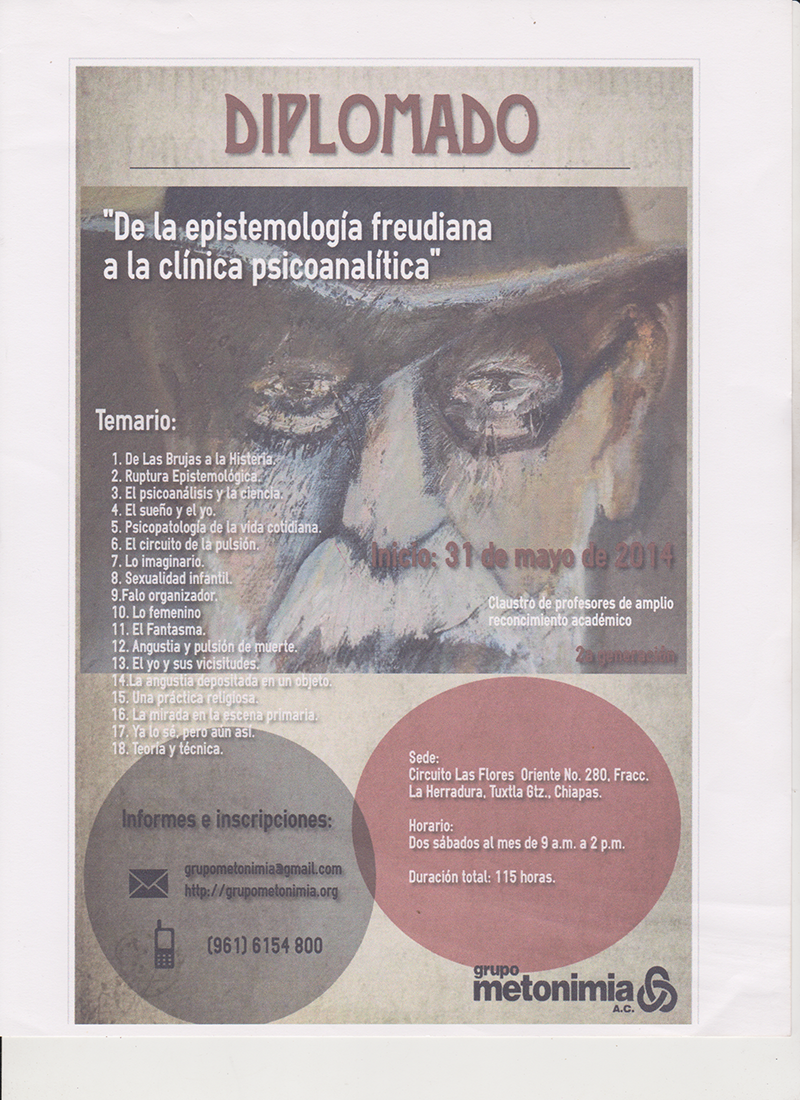 DIPLOMADO
"De la epistemología freudiana
a la clínica psicoanalítica"
Temario:
1. De Las Brujas a la Histeria.
2. Ruptura Epistemológica.
3. El psicoanálisis y la ciencia.
4. El sueño y el yo.
5. Psicopatología de la vida cotidiana.
6. El circuito de la pulsión.
7. Lo imaginario.
8. Sexualidad infantil.
9.Falo organizador.
10. Lo femenino
11. El Fantasma.
12. Angustia y pulsión de muerte.
13. El yo y sus vicisitudes.
14.La angustia depositada en un objeto.
15. Una práctica religiosa.
16. La mirada en la escena primaria.
17. Ya lo sé, pero aún así.
18. Teoría y técnica.
Inicio: 31 de mayo de 2014
Claustro de profesores de amplio
reconcimiento académico
2a generación
Sede:
Circuito Las Flores Oriente No. 280, Fracc.
La Herradura, Tuxtla Gtz., Chiapas.
Horario:
Dos sábados al mes de 9 a.m. a 2 p.m.
Duración total: 115 horas.
Informes e inscripciones:
grupometonimia@gmail.com
http://grupometonimia.org
(961) 6154 800
grupo
metonimia
A.C.